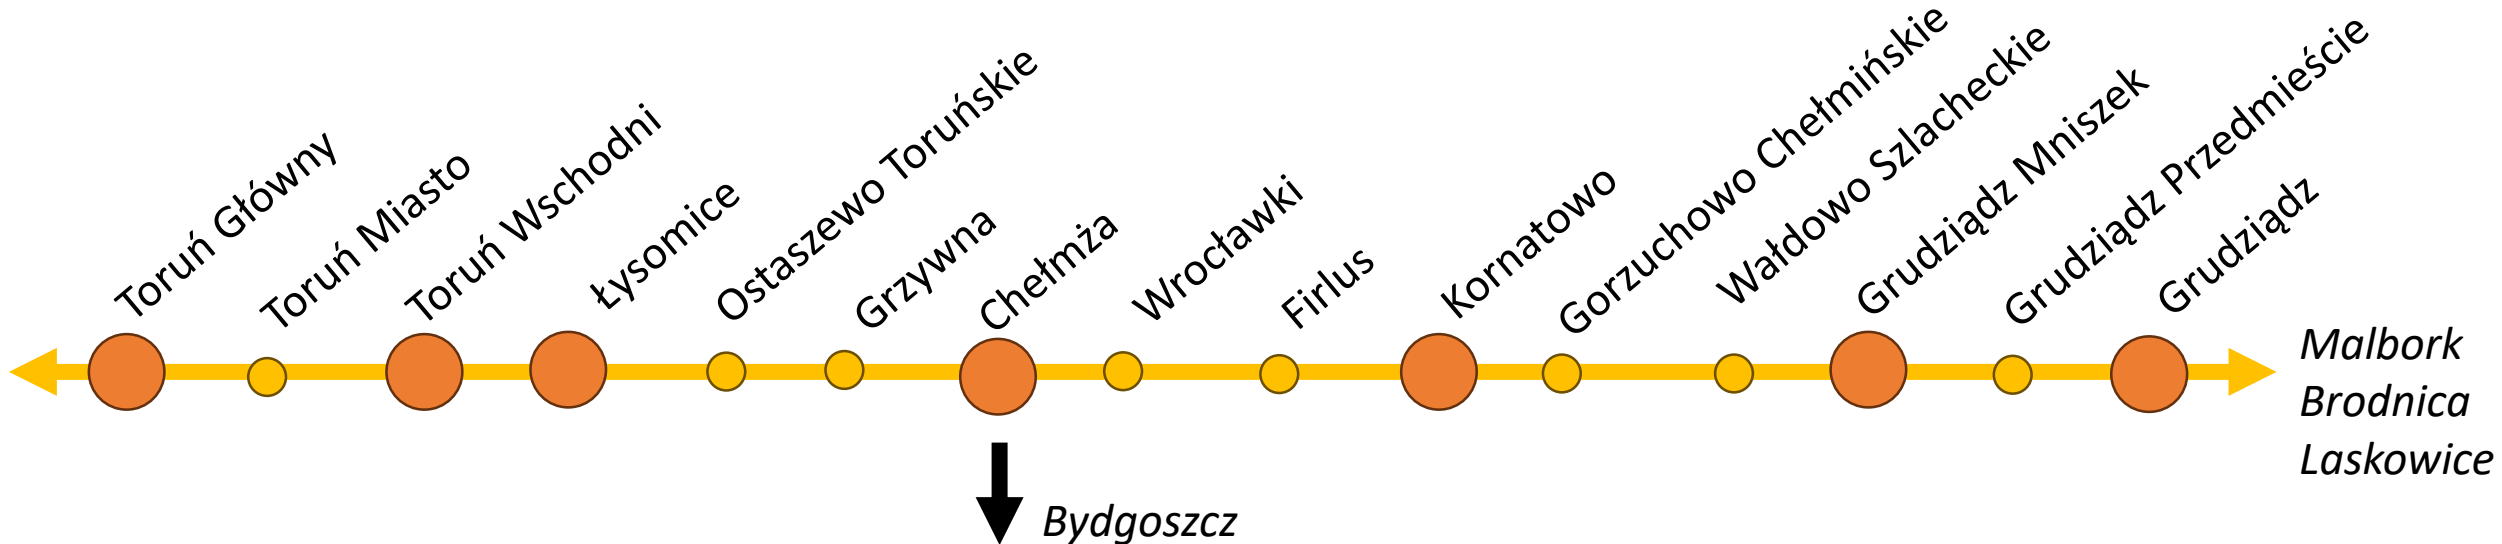 Toruń Główny
Toruń Miasto
Toruń Wschodni
Łysomice
Ostaszewo Toruńskie
Grzywna
Chełmża
Wrocławki
Firlus
Kornatowo
Gorzuchowo Chełmińskie
Wałdowo Szlacheckie
Grudziądz Mniszek
Grudziądz Przedmieście
Grudziądz
Malbork
Brodnica
Laskowice
Bydgoszcz